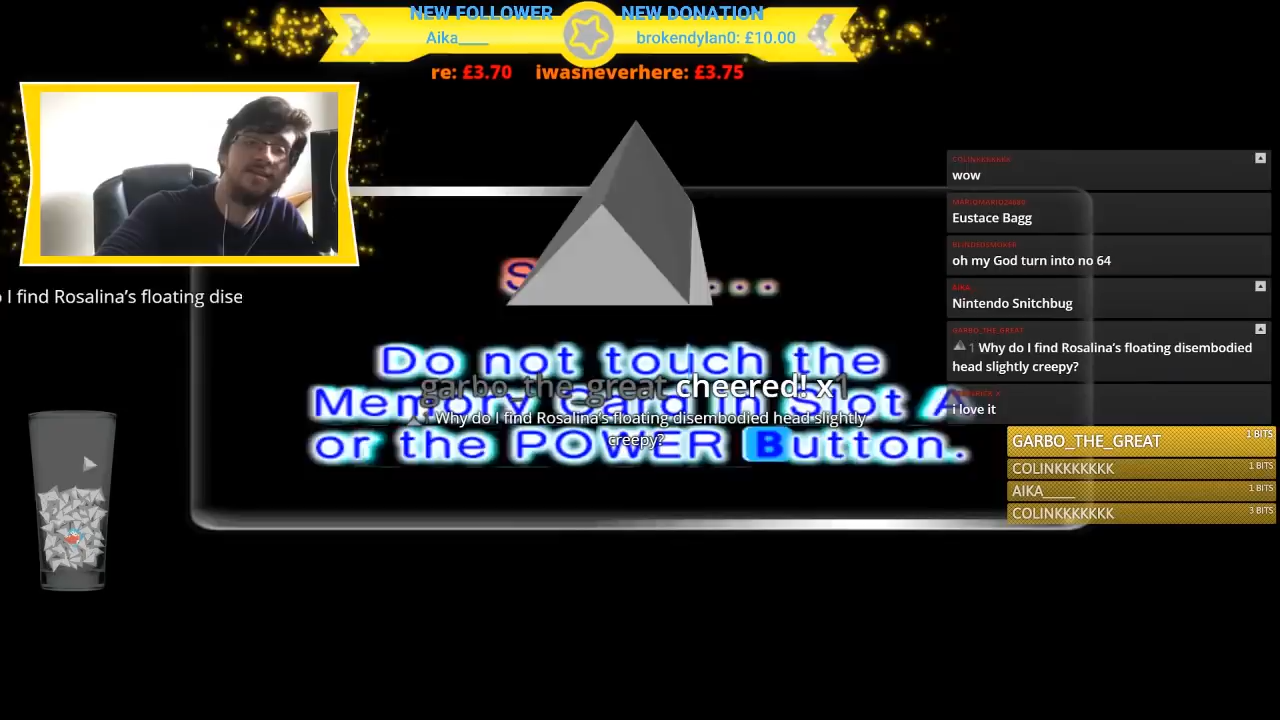 NEW FOLLOWER
NEW DONATION
Aika____
brokendylan0: £10.00
re: £3.70 iwasneverhere: £3.75
I find Rosalina's floating dise
S ...
Do not touch the
Memory Card in Slot A
or the POWER Button.
garbo_the_great cheered! x1
Why do I find Rosalina's floating disembodied head slightly
creepy?
COLINKKKKKKK
wow
Eustace Bagg
oh my God turn into no 64
AIKA____
Nintendo Snitchbug
GARBO_THE_GREAT
1 Why do I find Rosalina's floating disembodied
head slightly creepy?
i love it
GARBO_THE_GREAT 1 BITS
COLINKKKKKKK 1 BITS
AIKA____ 1 BITS
COLINKKKKKKK 3 BITS